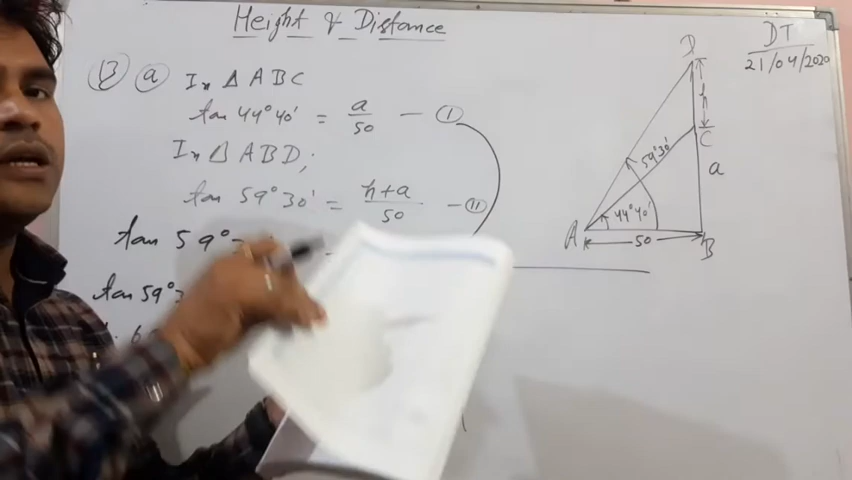 Height & Distance
DT
21/04/2020
(13) (a) In Δ ABC
tan 44°40' = a/50 — (I)
In Δ ABD;
tan 59°30' = h+a/50 — (II)
tan 59°
tan 59°
D
C
a
59°30'
44°40'
A
50
B